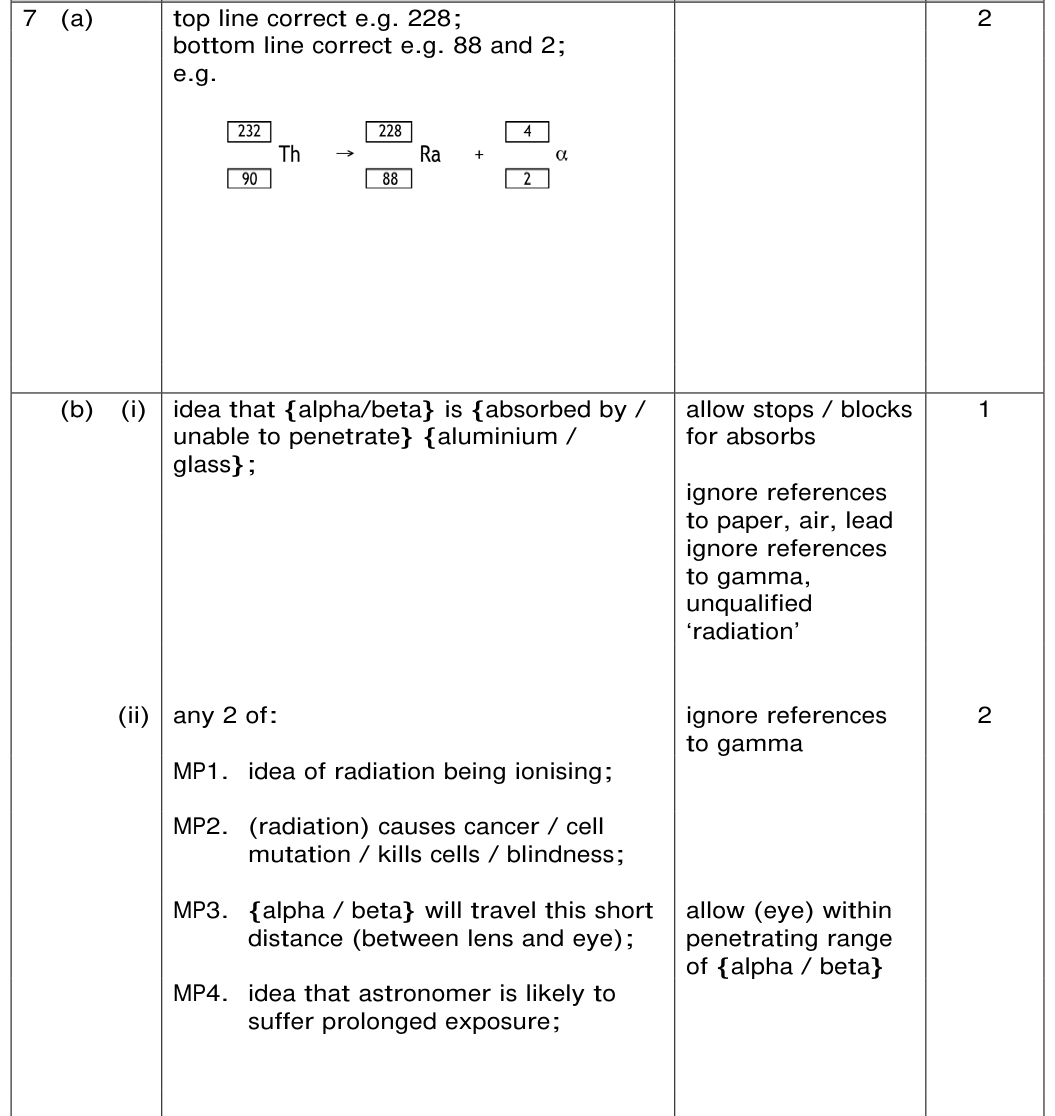 7 (a) top line correct e.g. 228; 2
bottom line correct e.g. 88 and 2;
e.g.
232 228 4
Th → Ra + α
90 88 2
(b) (i) idea that {alpha/beta} is {absorbed by / allow stops / blocks 1
unable to penetrate} {aluminium / for absorbs
glass};
ignore references
to paper, air, lead
ignore references
to gamma,
unqualified
‘radiation’
(ii) any 2 of: ignore references 2
to gamma
MP1. idea of radiation being ionising;
MP2. (radiation) causes cancer / cell
mutation / kills cells / blindness;
MP3. {alpha / beta} will travel this short allow (eye) within
distance (between lens and eye); penetrating range
of {alpha / beta}
MP4. idea that astronomer is likely to
suffer prolonged exposure;